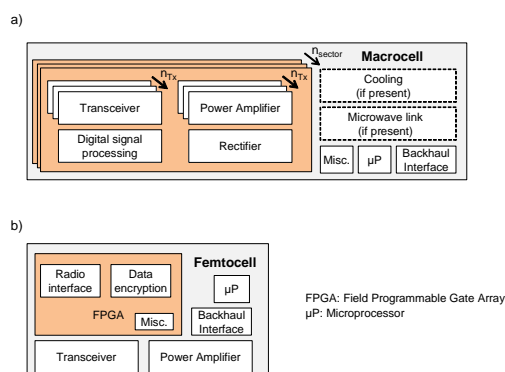 a)
n_sector
Macrocell
n_Tx
n_Tx
Transceiver
Power Amplifier
Digital signal
processing
Rectifier
Cooling
(if present)
Microwave link
(if present)
Misc.
µP
Backhaul
Interface
b)
Femtocell
Radio
interface
Data
encryption
FPGA
Misc.
µP
Backhaul
Interface
Transceiver
Power Amplifier
FPGA: Field Programmable Gate Array
µP: Microprocessor